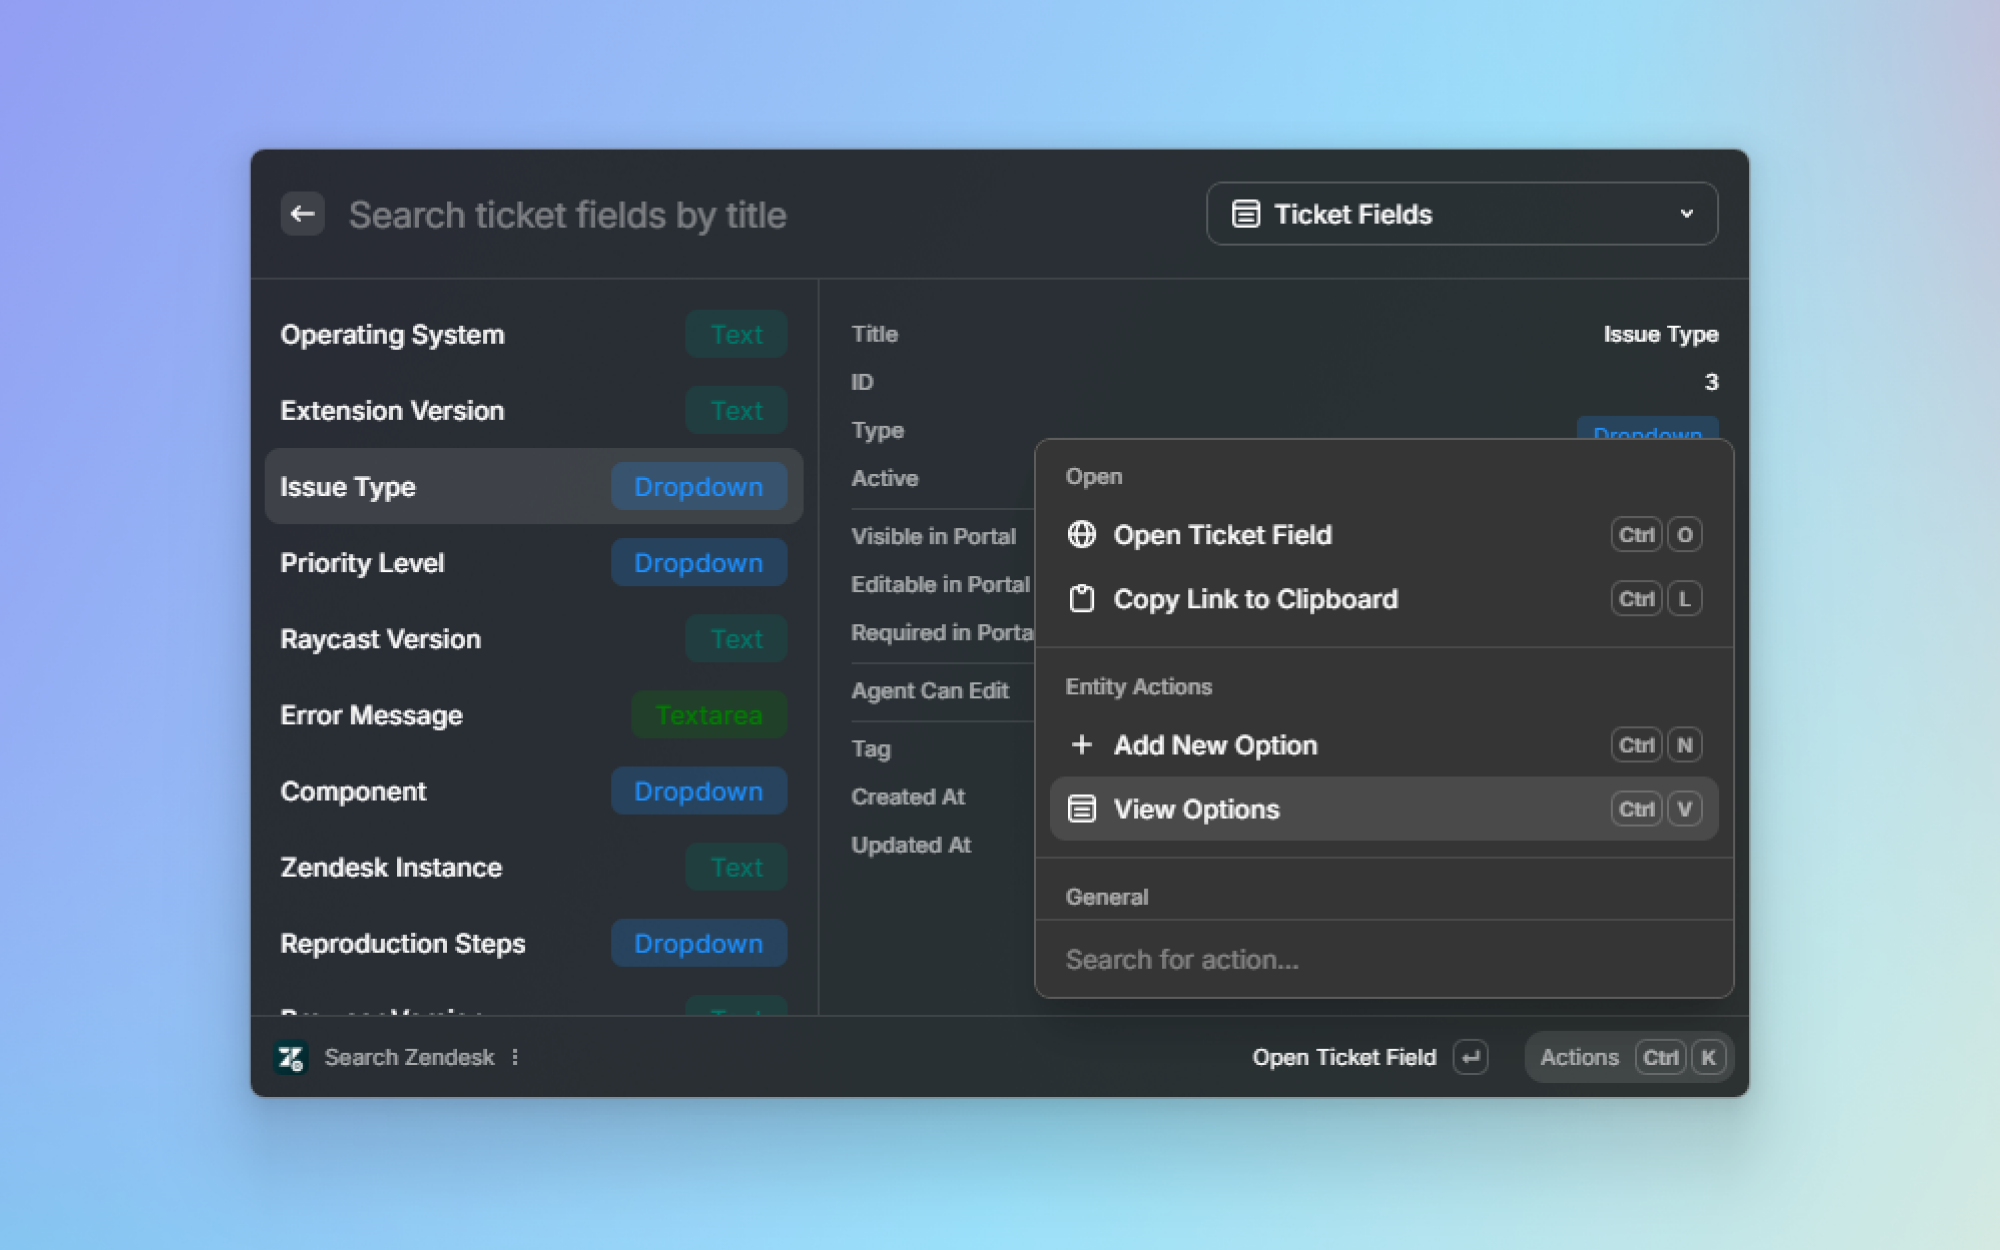 Search ticket fields by title
Ticket Fields
Operating System Text
Extension Version Text
Issue Type Dropdown
Priority Level Dropdown
Raycast Version Text
Error Message Textarea
Component Dropdown
Zendesk Instance Text
Reproduction Steps Dropdown
Title Issue Type
ID 3
Type Dropdown
Active
Visible in Portal
Editable in Portal
Required in Porta
Agent Can Edit
Tag
Created At
Updated At
Open
Open Ticket Field Ctrl O
Copy Link to Clipboard Ctrl L
Entity Actions
Add New Option Ctrl N
View Options Ctrl V
General
Search for action...
Search Zendesk
Open Ticket Field
Actions Ctrl K